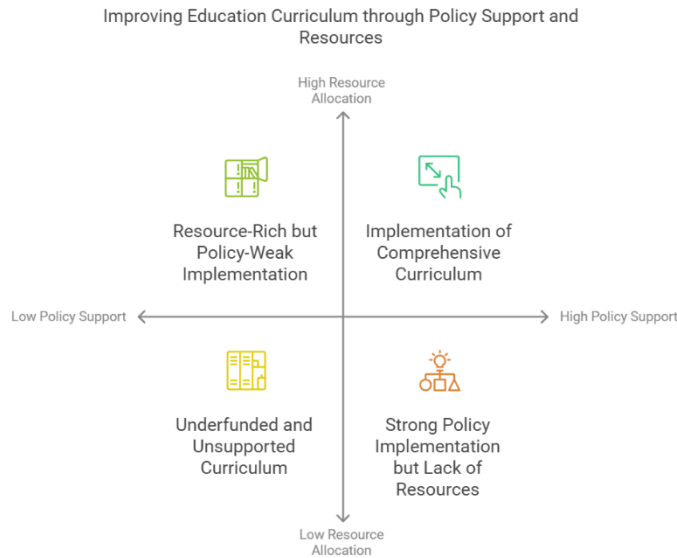 Improving Education Curriculum through Policy Support and
Resources
High Resource
Allocation
Resource-Rich but
Policy-Weak
Implementation
Implementation of
Comprehensive
Curriculum
Low Policy Support
High Policy Support
Underfunded and
Unsupported
Curriculum
Strong Policy
Implementation
but Lack of
Resources
Low Resource
Allocation